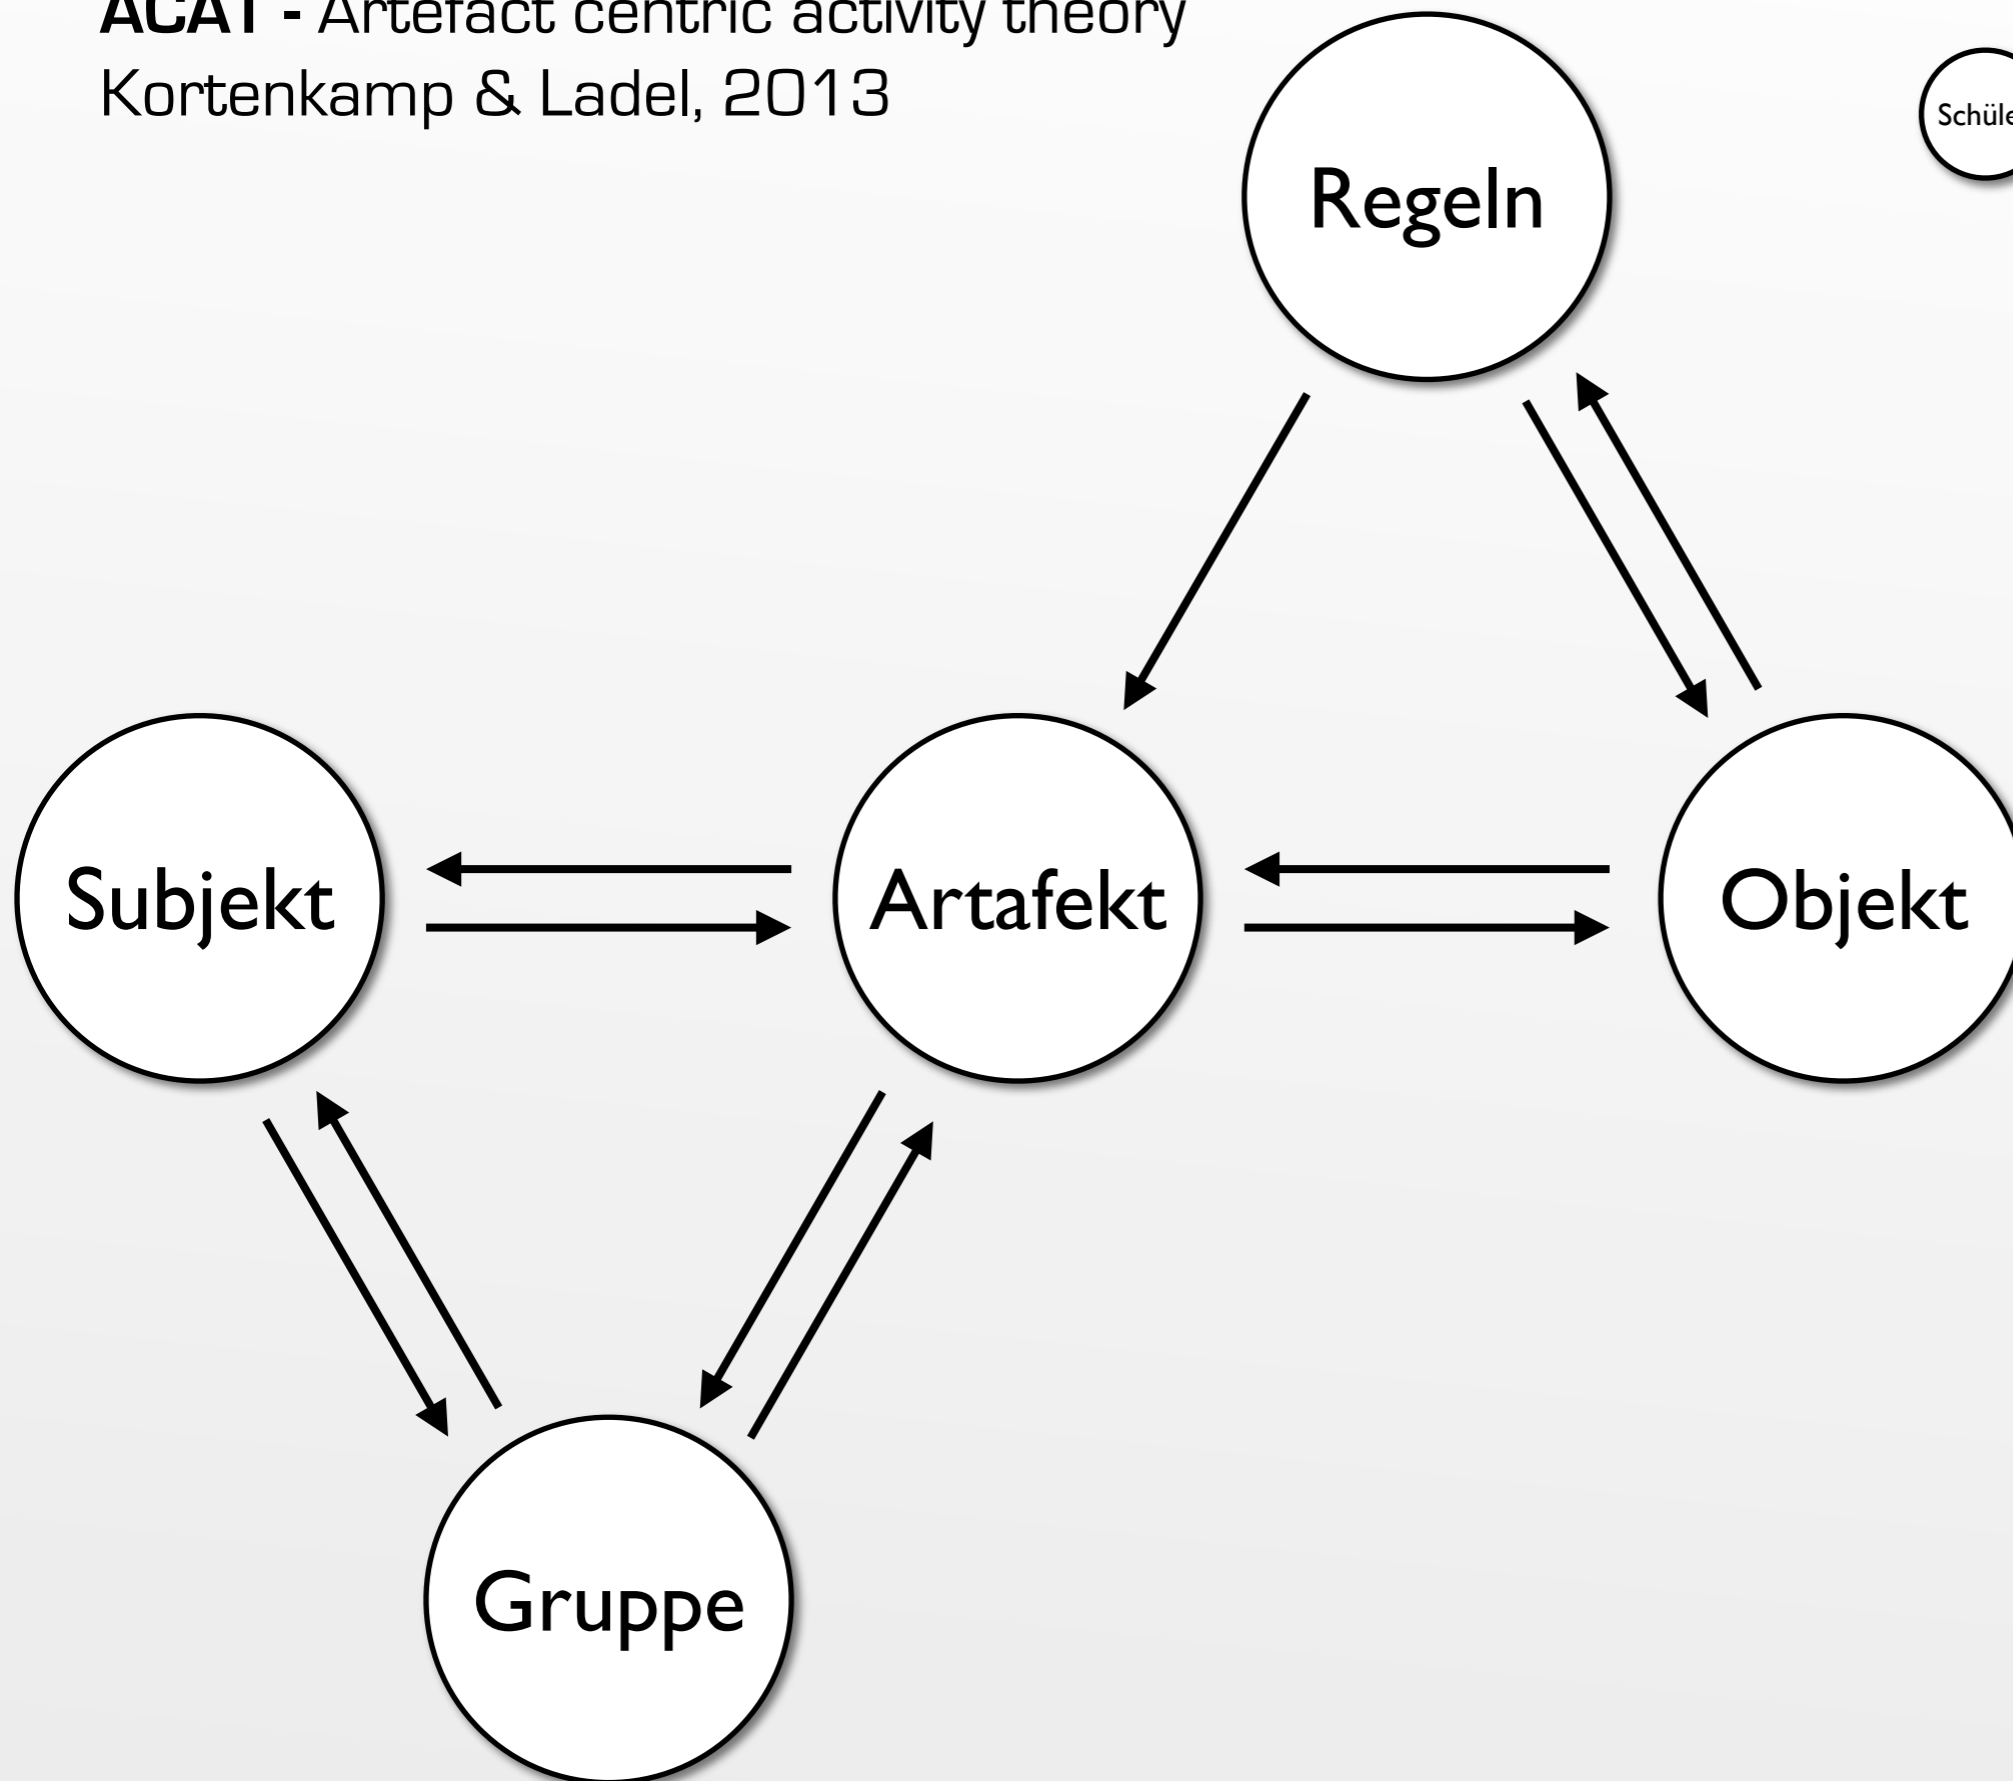 ACAT - Artefact centric activity theory
Kortenkamp & Ladel, 2013
Regeln
Subjekt
Artafekt
Objekt
Gruppe